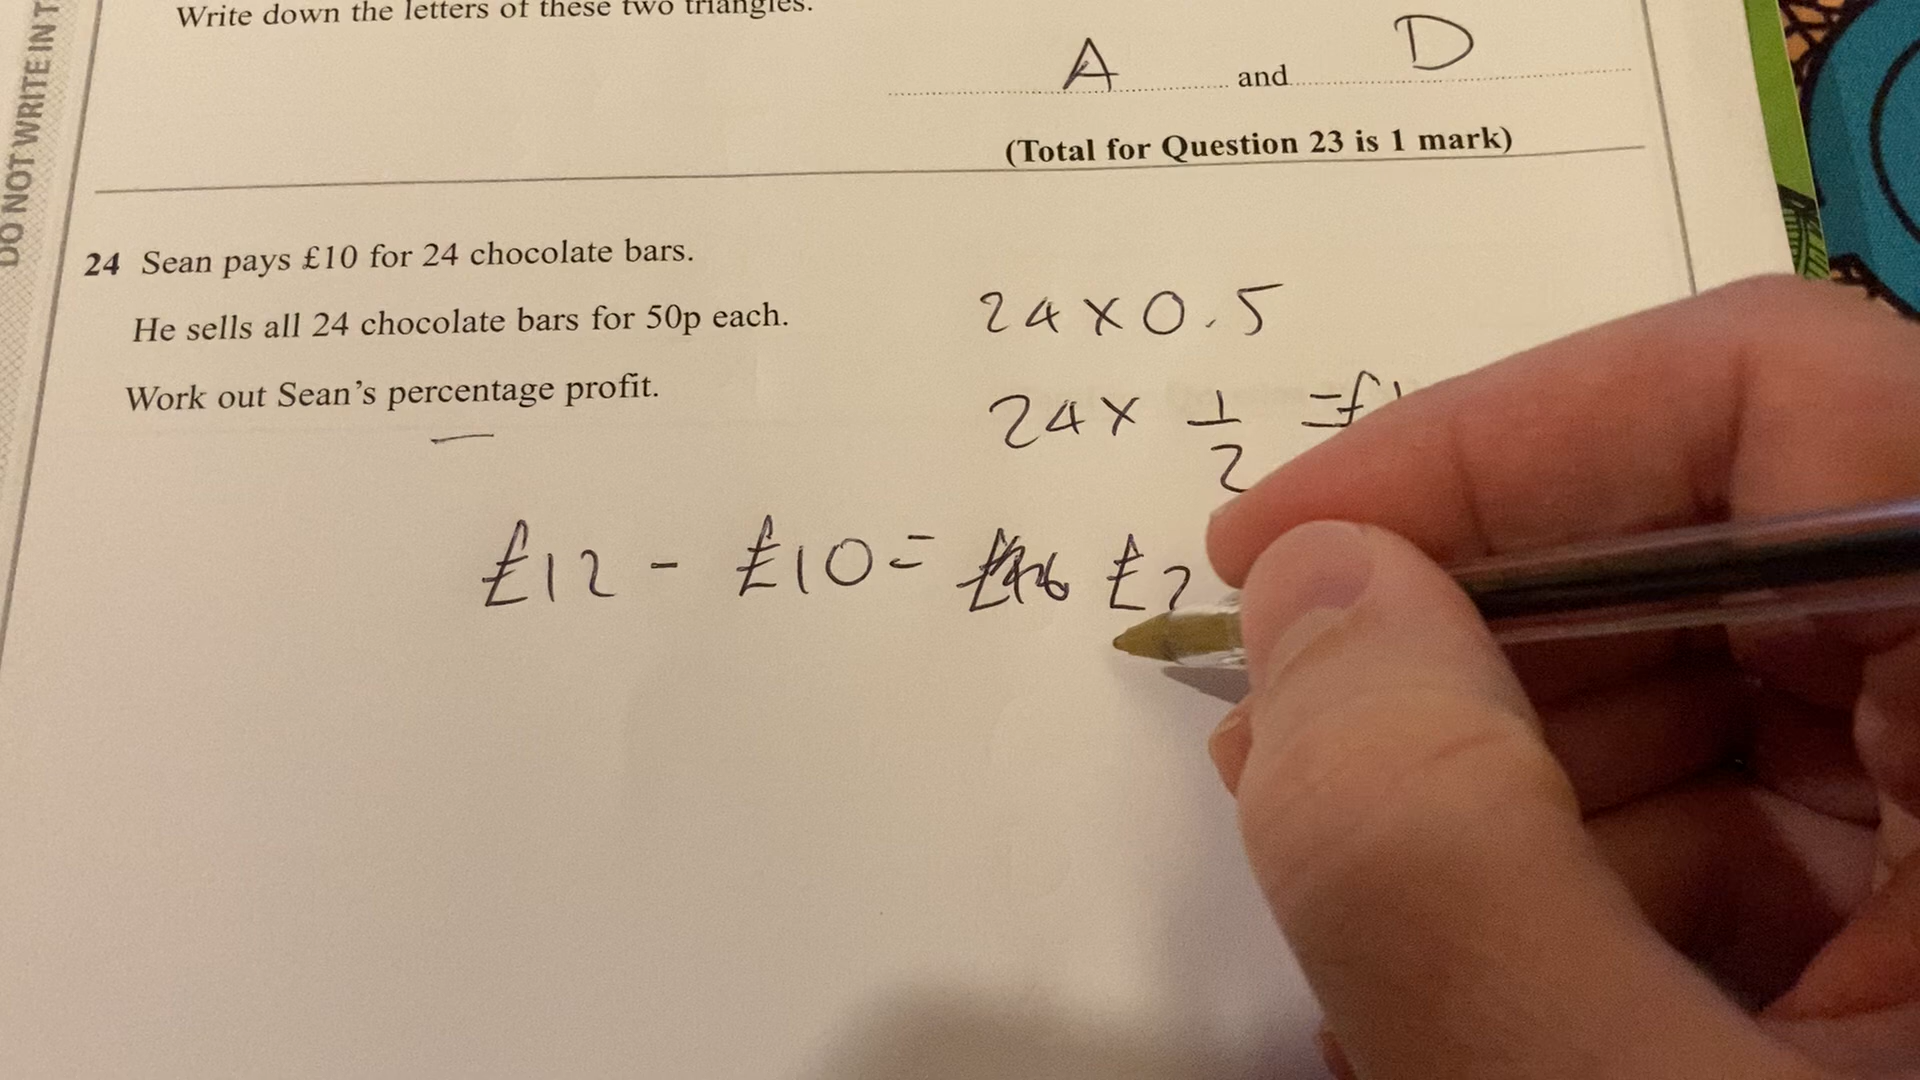 DO NOT WRITE IN T
Write down the letters of these two triangles.
A and D
(Total for Question 23 is 1 mark)
24 Sean pays £10 for 24 chocolate bars.
He sells all 24 chocolate bars for 50p each.
Work out Sean's percentage profit.
24 × 0.5
24 × 1/2 = £1
£12 - £10 = £2